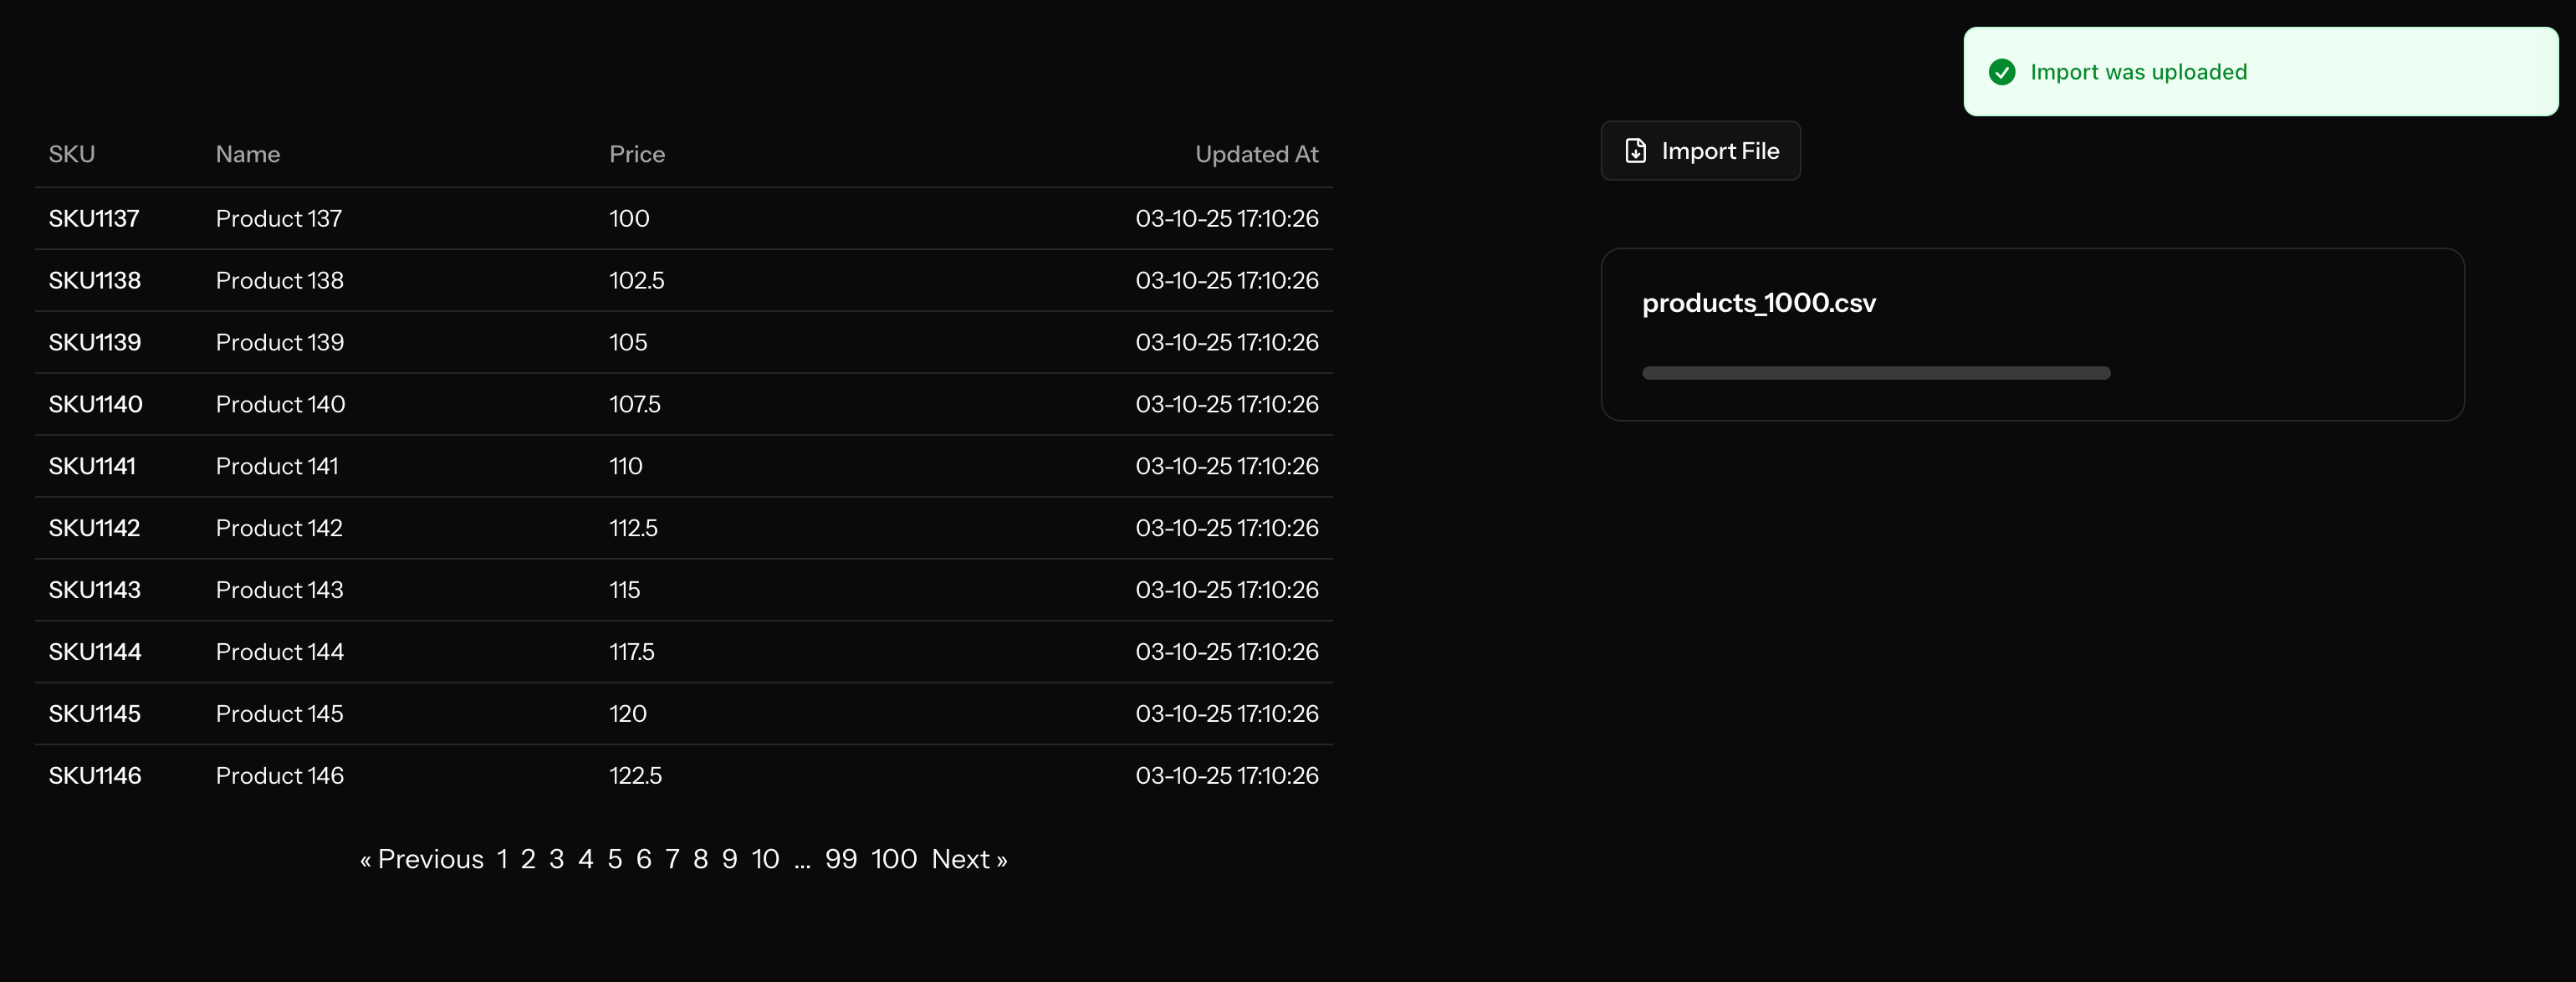 Import was uploaded
SKU Name Price Updated At
Import File
SKU1137 Product 137 100 03-10-25 17:10:26
SKU1138 Product 138 102.5 03-10-25 17:10:26
products_1000.csv
SKU1139 Product 139 105 03-10-25 17:10:26
SKU1140 Product 140 107.5 03-10-25 17:10:26
SKU1141 Product 141 110 03-10-25 17:10:26
SKU1142 Product 142 112.5 03-10-25 17:10:26
SKU1143 Product 143 115 03-10-25 17:10:26
SKU1144 Product 144 117.5 03-10-25 17:10:26
SKU1145 Product 145 120 03-10-25 17:10:26
SKU1146 Product 146 122.5 03-10-25 17:10:26
« Previous 1 2 3 4 5 6 7 8 9 10 ... 99 100 Next »